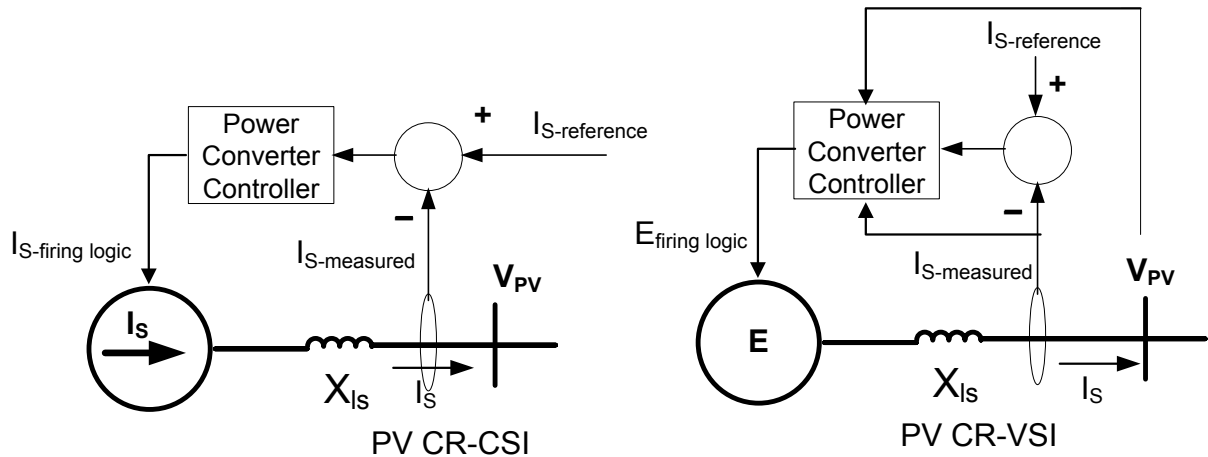 Power
Converter
Controller
+
I_S-reference
−
I_S-firing logic
I_S-measured
V_PV
I_S
X_ls
I_S
PV CR-CSI
I_S-reference
+
Power
Converter
Controller
−
E_firing logic
I_S-measured
V_PV
E
X_ls
I_S
PV CR-VSI